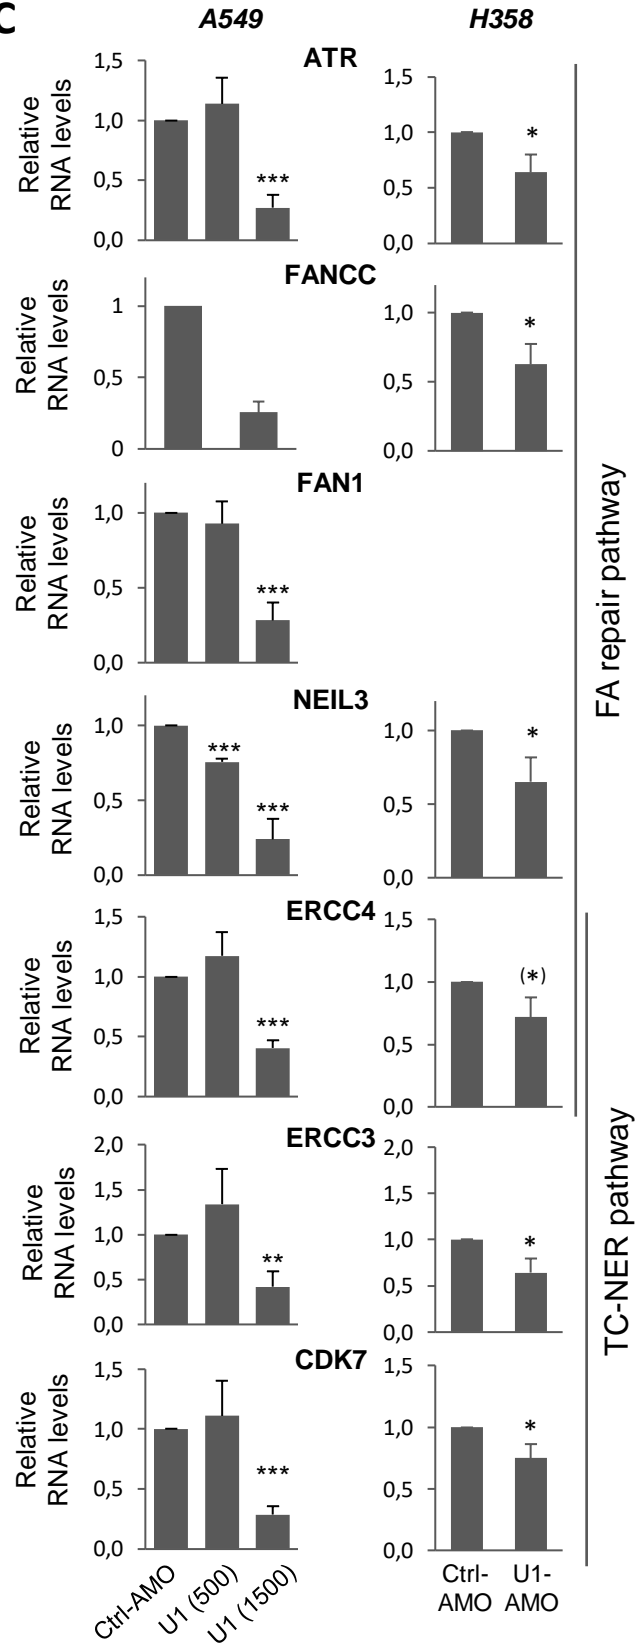 C
A549
H358
ATR
Relative
RNA levels
1,5
1,0
0,5
0,0
***
1,5
1,0
0,5
0,0
*
FANCC
Relative
RNA levels
1
0,5
0
1,0
0,5
0,0
*
FAN1
Relative
RNA levels
1,0
0,5
0,0
***
NEIL3
Relative
RNA levels
1,0
0,5
0,0
***
***
1,0
0,5
0,0
*
ERCC4
Relative
RNA levels
1,5
1,0
0,5
0,0
***
1,5
1,0
0,5
0,0
(*)
ERCC3
Relative
RNA levels
2,0
1,5
1,0
0,5
0,0
**
2,0
1,5
1,0
0,5
0,0
*
CDK7
Relative
RNA levels
1,5
1,0
0,5
0,0
***
1,5
1,0
0,5
0,0
*
Ctrl-AMO
U1 (500)
U1 (1500)
Ctrl-
AMO
U1-
AMO
FA repair pathway
TC-NER pathway